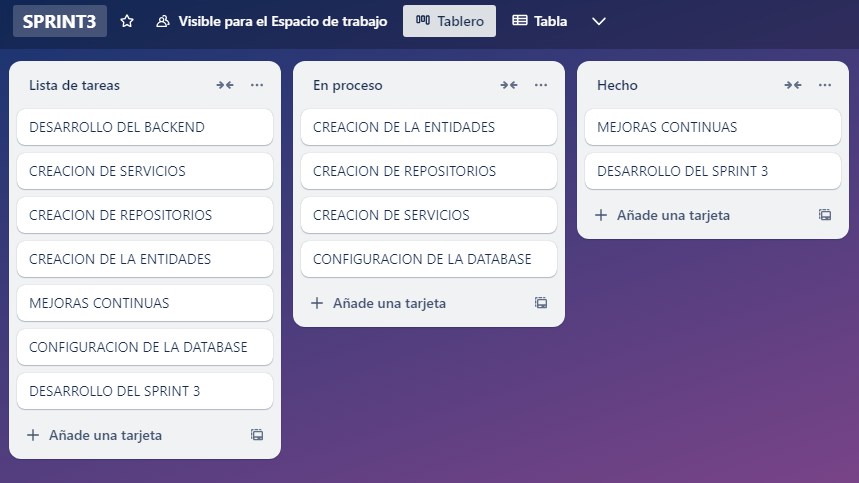 SPRINT3
Visible para el Espacio de trabajo
Tablero
Tabla
Lista de tareas
DESARROLLO DEL BACKEND
CREACION DE SERVICIOS
CREACION DE REPOSITORIOS
CREACION DE LA ENTIDADES
MEJORAS CONTINUAS
CONFIGURACION DE LA DATABASE
DESARROLLO DEL SPRINT 3
Añade una tarjeta
En proceso
CREACION DE LA ENTIDADES
CREACION DE REPOSITORIOS
CREACION DE SERVICIOS
CONFIGURACION DE LA DATABASE
Añade una tarjeta
Hecho
MEJORAS CONTINUAS
DESARROLLO DEL SPRINT 3
Añade una tarjeta